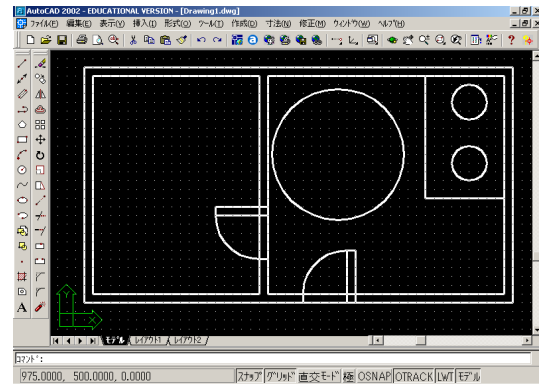 AutoCAD 2002 - EDUCATIONAL VERSION - [Drawing1.dwg]
ﾌｧｲﾙ(F) 編集(E) 表示(V) 挿入(I) 形式(O) ﾂｰﾙ(T) 作成(D) 寸法(N) 修正(M) ｳｨﾝﾄﾞｳ(W) ﾍﾙﾌﾟ(H)
A
Y
X
ﾓﾃﾞﾙ ﾚｲｱｳﾄ1 ﾚｲｱｳﾄ2
ｺﾏﾝﾄﾞ:
975.0000, 500.0000, 0.0000 ｽﾅｯﾌﾟ ｸﾞﾘｯﾄﾞ 直交ﾓｰﾄﾞ 極 OSNAP OTRACK LWT ﾓﾃﾞﾙ